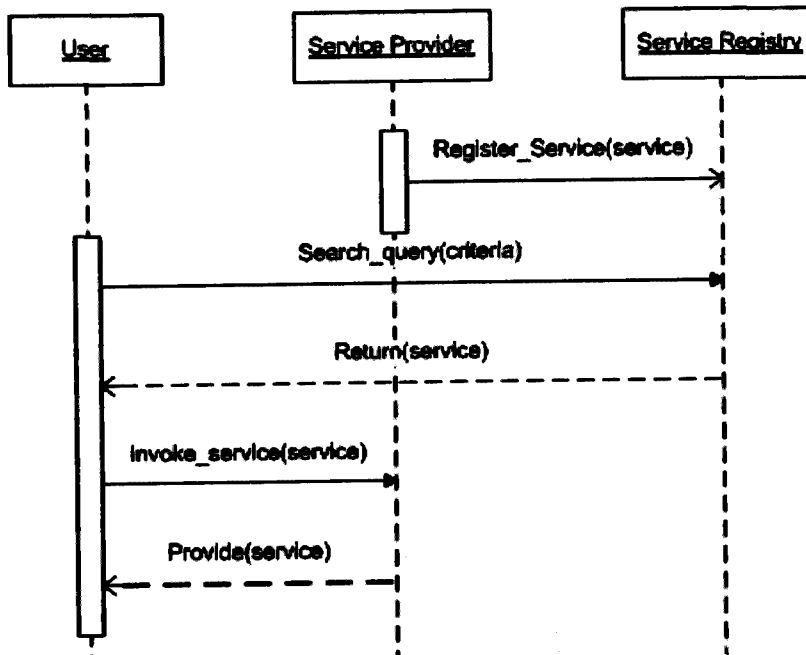 User
Service Provider
Service Registry
Register_Service(service)
Search_query(criteria)
Return(service)
Invoke_service(service)
Provide(service)